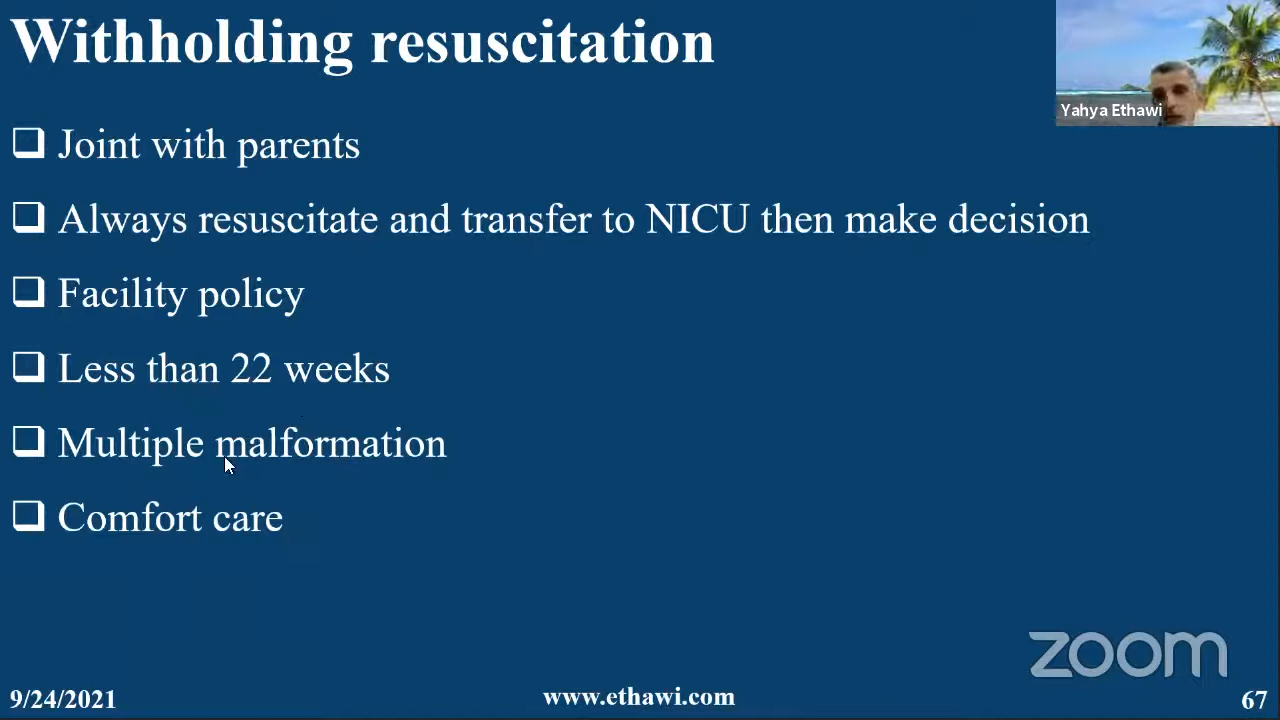 Withholding resuscitation
Yahya Ethawi
Joint with parents
Always resuscitate and transfer to NICU then make decision
Facility policy
Less than 22 weeks
Multiple malformation
Comfort care
zoom
9/24/2021
www.ethawi.com
67